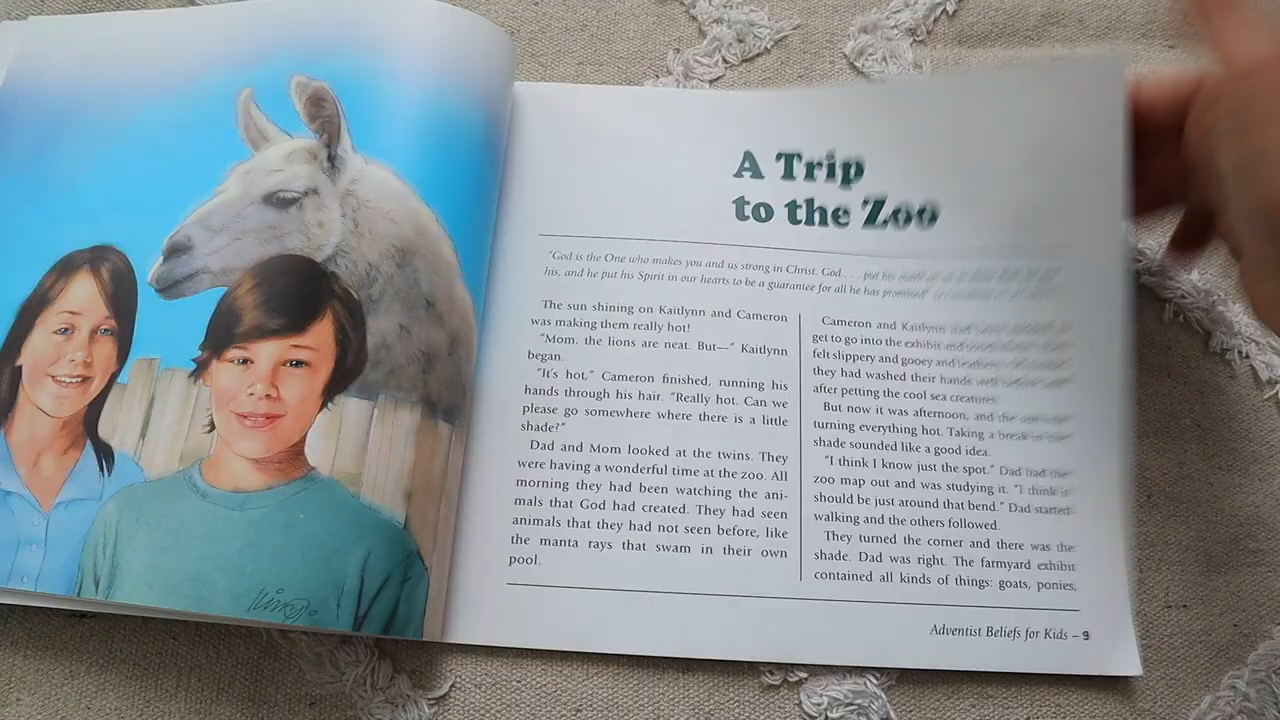 A Trip
to the Zoo
"God is the One who makes you and us strong in Christ. God . . . put his mark
his, and he put his Spirit in our hearts to be a guarantee for all he has promised"
The sun shining on Kaitlynn and Cameron
was making them really hot!
"Mom, the lions are neat. But—" Kaitlynn
began.
"It's hot," Cameron finished, running his
hands through his hair. "Really hot. Can we
please go somewhere where there is a little
shade?"
Dad and Mom looked at the twins. They
were having a wonderful time at the zoo. All
morning they had been watching the ani-
mals that God had created. They had seen
animals that they had not seen before, like
the manta rays that swam in their own
pool.
Cameron and Kaitlynn had
get to go into the exhibit and
felt slippery and gooey and leathery
they had washed their hands well before
after petting the cool sea creatures
But now it was afternoon, and the
turning everything hot. Taking a break in the
shade sounded like a good idea.
"I think I know just the spot." Dad had the
zoo map out and was studying it. "I think it
should be just around that bend." Dad started
walking and the others followed.
They turned the corner and there was the
shade. Dad was right. The farmyard exhibit
contained all kinds of things: goats, ponies,
Adventist Beliefs for Kids – 9